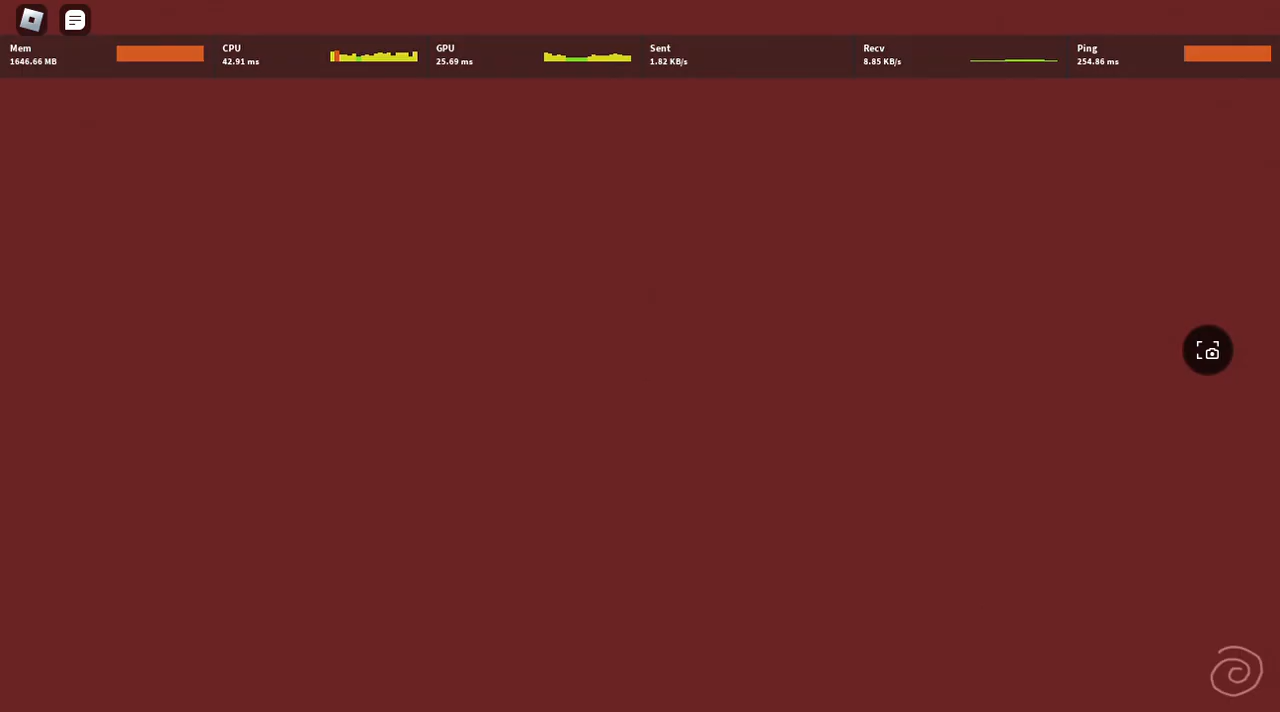 Mem
1646.66 MB
CPU
42.91 ms
GPU
25.69 ms
Sent
1.82 KB/s
Recv
8.85 KB/s
Ping
254.86 ms